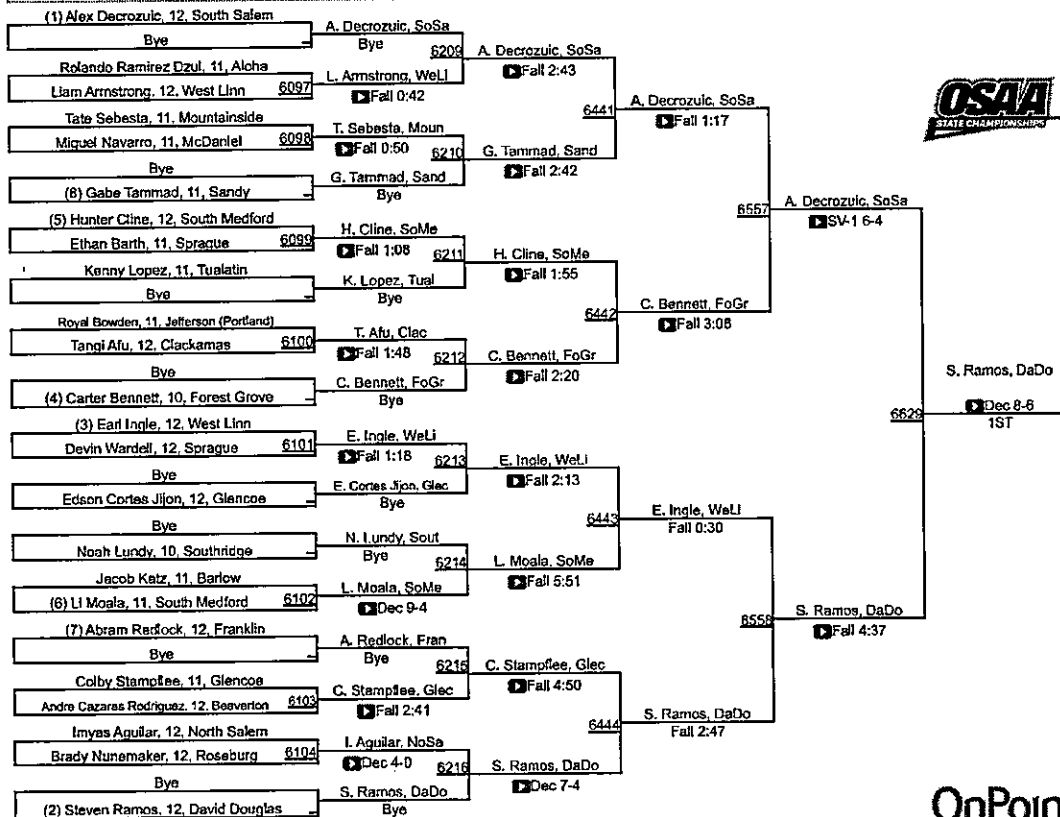 (1) Alex Decrozuic, 12, South Salem
Bye
Rolando Ramirez Dzul, 11, Aloha
Liam Armstrong, 12, West Linn 6097
Tate Sebesta, 11, Mountainside
Miquel Navarro, 11, McDaniel 6098
Bye
(8) Gabe Tammad, 11, Sandy
(5) Hunter Cline, 12, South Medford
Ethan Barth, 11, Sprague 6099
Kenny Lopez, 11, Tualatin
Bye
Royal Bowden, 11, Jefferson (Portland)
Tangi Afu, 12, Clackamas 6100
Bye
(4) Carter Bennett, 10, Forest Grove
(3) Earl Ingle, 12, West Linn
Devin Wardell, 12, Sprague 6101
Bye
Edson Cortes Jijon, 12, Glencoe
Bye
Noah Lundy, 10, Southridge
Jacob Katz, 11, Barlow
(6) Li Moala, 11, South Medford 6102
(7) Abram Redlock, 12, Franklin
Bye
Colby Stampflee, 11, Glencoe
Andre Cazares Rodriguez, 12, Beaverton 6103
Imyas Aguilar, 12, North Salem
Brady Nunemaker, 12, Roseburg 6104
Bye
(2) Steven Ramos, 12, David Douglas
A. Decrozuic, SoSa
Bye
6209
L. Armstrong, WeLi
Fall 0:42
T. Sebesta, Moun
Fall 0:50
6210
G. Tammad, Sand
Bye
H. Cline, SoMe
Fall 1:08
6211
K. Lopez, Tual
Bye
T. Afu, Clac
Fall 1:48
6212
C. Bennett, FoGr
Bye
E. Ingle, WeLi
Fall 1:18
6213
E. Cortes Jijon, Glec
Bye
N. Lundy, Sout
Bye
6214
L. Moala, SoMe
Dec 9-4
A. Redlock, Fran
Bye
6215
C. Stampflee, Glec
Fall 2:41
I. Aguilar, NoSa
Dec 4-0
6216
S. Ramos, DaDo
Bye
A. Decrozuic, SoSa
Fall 2:43
6441
G. Tammad, Sand
Fall 2:42
H. Cline, SoMe
Fall 1:55
6442
C. Bennett, FoGr
Fall 2:20
E. Ingle, WeLi
Fall 2:13
6443
L. Moala, SoMe
Fall 5:51
C. Stampflee, Glec
Fall 4:50
6444
S. Ramos, DaDo
Dec 7-4
A. Decrozuic, SoSa
Fall 1:17
6557
C. Bennett, FoGr
Fall 3:08
E. Ingle, WeLi
Fall 0:30
6558
S. Ramos, DaDo
Fall 2:47
A. Decrozuic, SoSa
SV-1 6-4
6629
S. Ramos, DaDo
Fall 4:37
S. Ramos, DaDo
Dec 8-6
1ST
OSAA
STATE CHAMPIONSHIPS
OnPoin